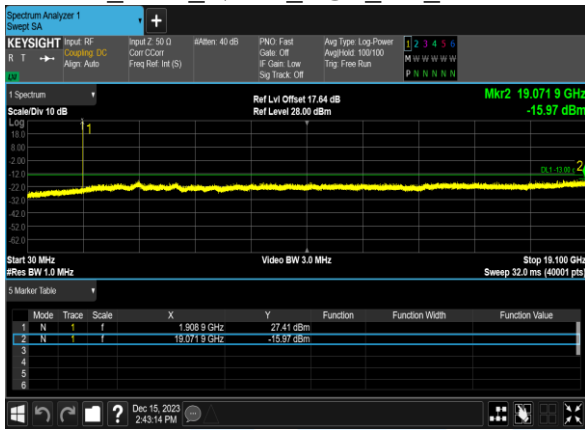 Spectrum Analyzer 1
Swept SA
+
KEYSIGHT Input: RF Input Z: 50 Ω #Atten: 40 dB PNO: Fast Avg Type: Log-Power 1 2 3 4 5 6
R T Coupling: DC Corr CCorr Gate: Off Avg|Hold: 100/100 M W W W W W
Align: Auto Freq Ref: Int (S) IF Gain: Low Trig: Free Run
Sig Track: Off P N N N N N
1 Spectrum Ref Lvl Offset 17.64 dB Mkr2 19.071 9 GHz
Scale/Div 10 dB Ref Level 28.00 dBm -15.97 dBm
Log
1
18.0
8.00
-2.00
2
-12.0 DL1 -13.00
-22.0
-32.0
-42.0
-52.0
-62.0
Start 30 MHz Video BW 3.0 MHz Stop 19.100 GHz
#Res BW 1.0 MHz Sweep 32.0 ms (40001 pts)
5 Marker Table
Mode Trace Scale X Y Function Function Width Function Value
1 N 1 f 1.908 9 GHz 27.41 dBm
2 N 1 f 19.071 9 GHz -15.97 dBm
3
4
5
6
? Dec 15, 2023
2:43:14 PM